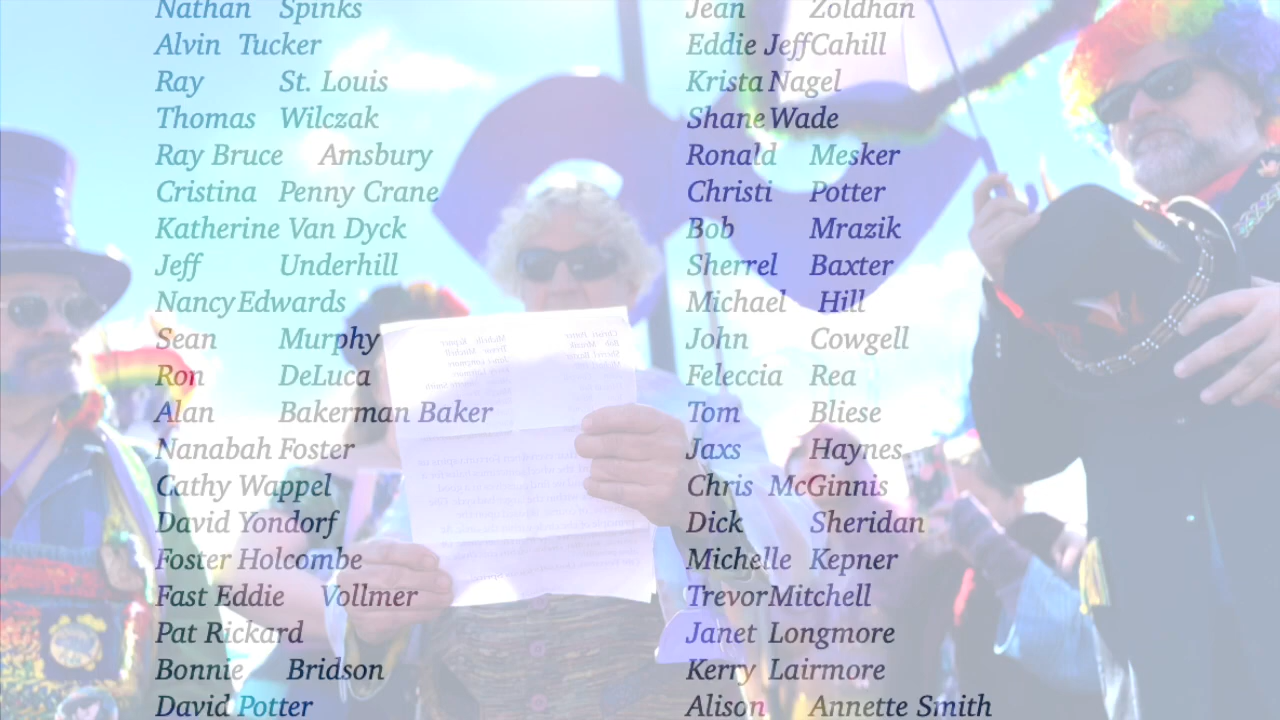 Nathan Spinks
Alvin Tucker
Ray St. Louis
Thomas Wilczak
Ray Bruce Amsbury
Cristina Penny Crane
Katherine Van Dyck
Jeff Underhill
Nancy Edwards
Sean Murphy
Ron DeLuca
Alan Bakerman Baker
Nanabah Foster
Cathy Wappel
David Yondorf
Foster Holcombe
Fast Eddie Vollmer
Pat Rickard
Bonnie Bridson
David Potter
Jean Zoldhan
Eddie Jeff Cahill
Krista Nagel
Shane Wade
Ronald Mesker
Christi Potter
Bob Mrazik
Sherrel Baxter
Michael Hill
John Cowgell
Feleccia Rea
Tom Bliese
Jaxs Haynes
Chris McGinnis
Dick Sheridan
Michelle Kepner
Trevor Mitchell
Janet Longmore
Kerry Lairmore
Alison Annette Smith